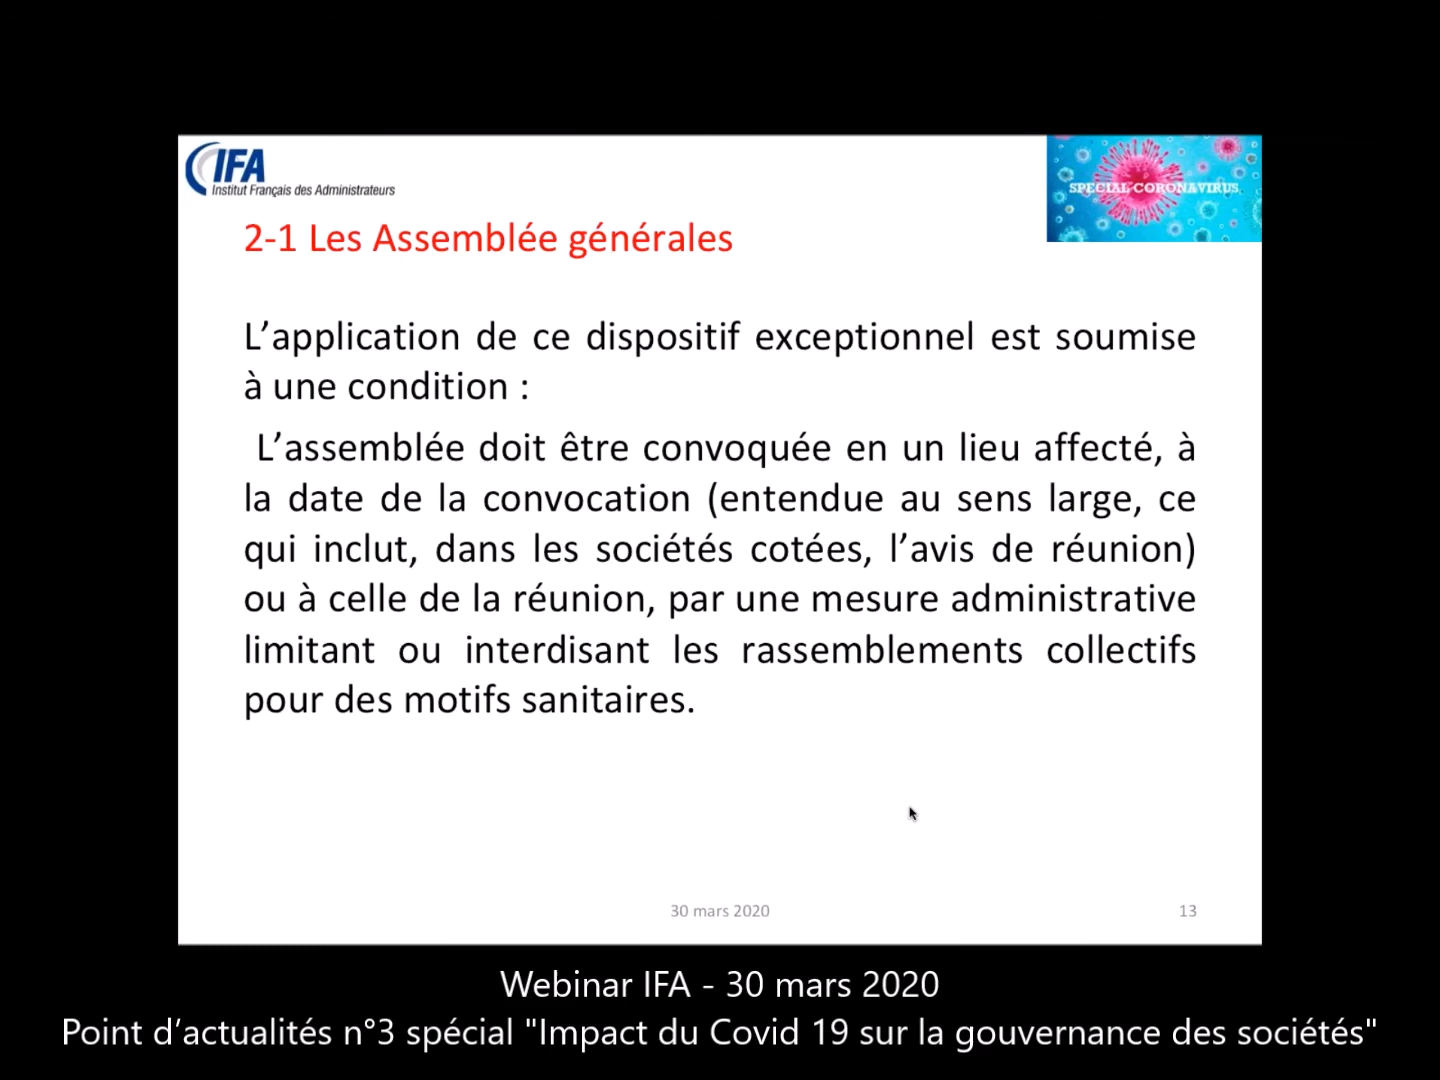 IFA
Institut Français des Administrateurs
SPECIAL CORONAVIRUS
2-1 Les Assemblée générales
L’application de ce dispositif exceptionnel est soumise
à une condition :
L’assemblée doit être convoquée en un lieu affecté, à
la date de la convocation (entendue au sens large, ce
qui inclut, dans les sociétés cotées, l’avis de réunion)
ou à celle de la réunion, par une mesure administrative
limitant ou interdisant les rassemblements collectifs
pour des motifs sanitaires.
30 mars 2020
13
Webinar IFA - 30 mars 2020
Point d’actualités n°3 spécial "Impact du Covid 19 sur la gouvernance des sociétés"